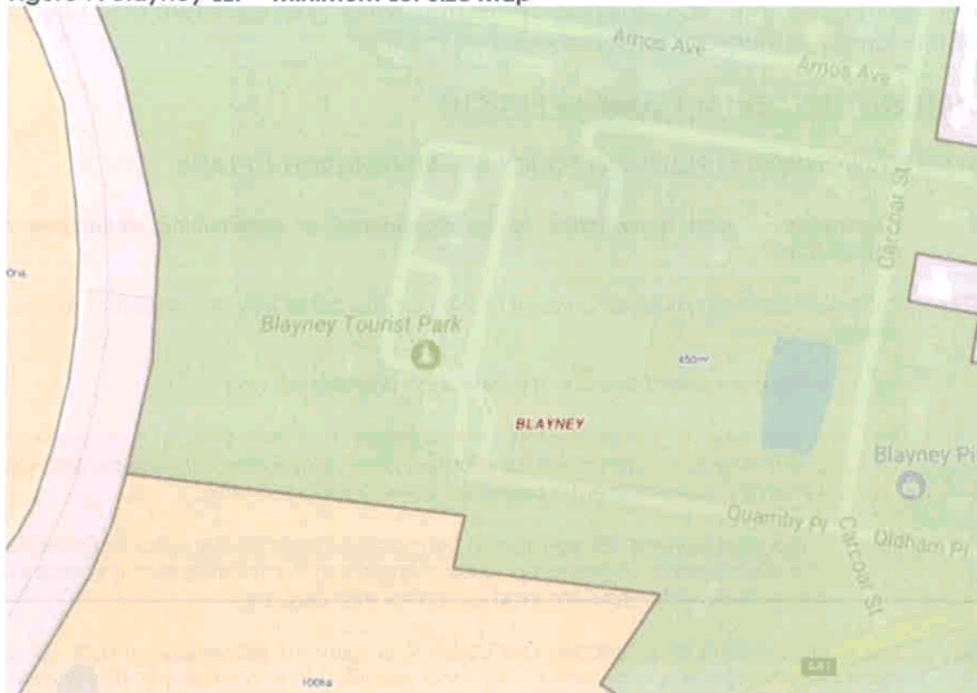 Amos Ave
Amos Ave
Carcoar St
Blayney Tourist Park
450m²
BLAYNEY
Blayney Pi
Quamby Pl
Carcoar St
Oldham Pl
A41
100ha